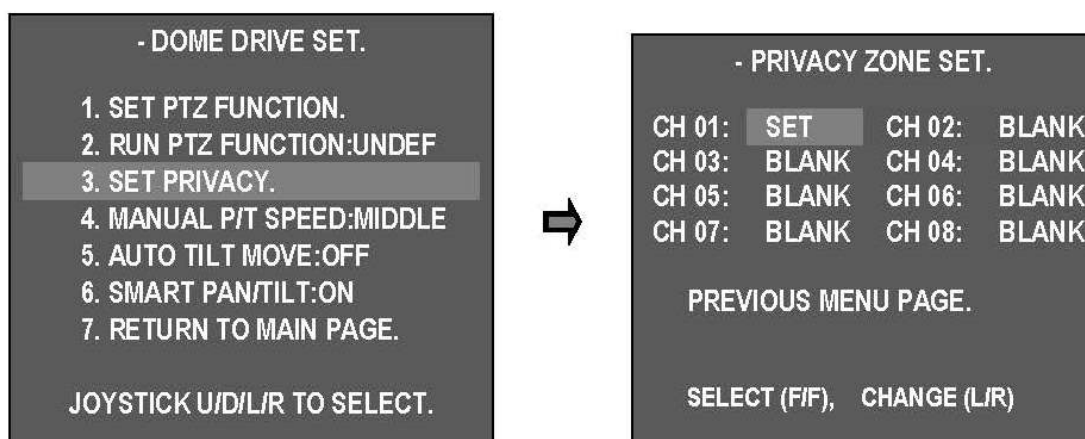 - DOME DRIVE SET.
1. SET PTZ FUNCTION.
2. RUN PTZ FUNCTION:UNDEF
3. SET PRIVACY.
4. MANUAL P/T SPEED:MIDDLE
5. AUTO TILT MOVE:OFF
6. SMART PAN/TILT:ON
7. RETURN TO MAIN PAGE.
JOYSTICK U/D/L/R TO SELECT.
- PRIVACY ZONE SET.
CH 01: SET CH 02: BLANK
CH 03: BLANK CH 04: BLANK
CH 05: BLANK CH 06: BLANK
CH 07: BLANK CH 08: BLANK
PREVIOUS MENU PAGE.
SELECT (F/F), CHANGE (L/R)